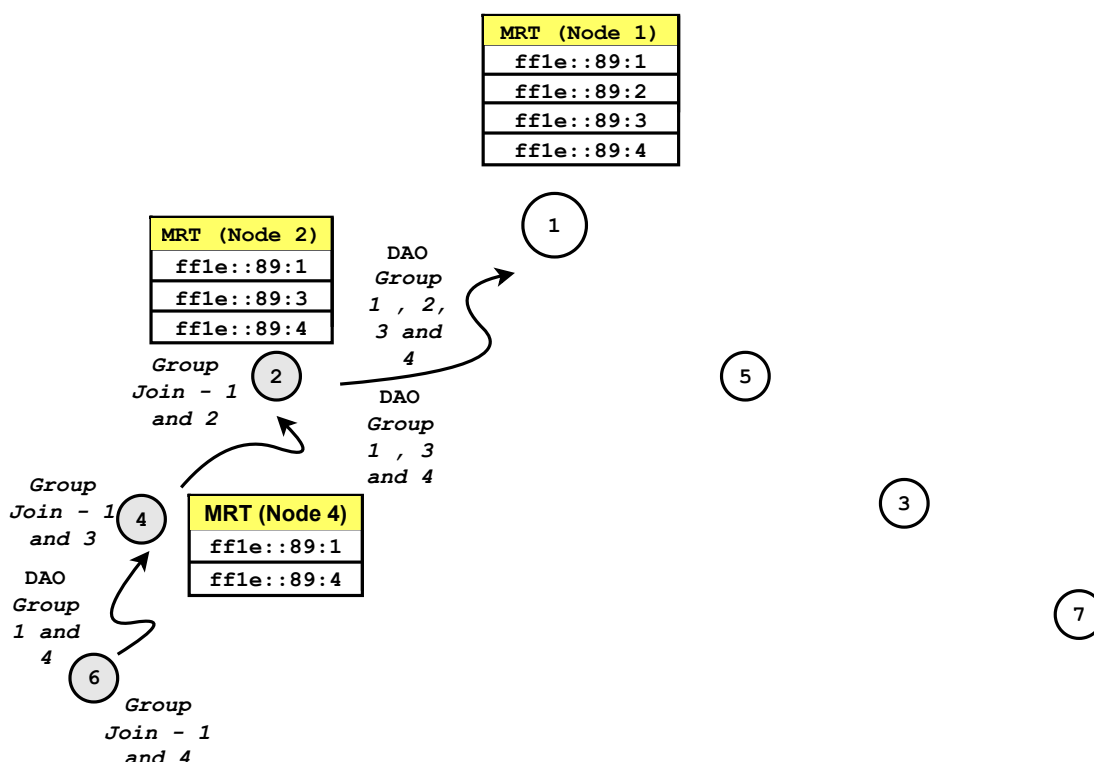 MRT (Node 1)
ff1e::89:1
ff1e::89:2
ff1e::89:3
ff1e::89:4
1
MRT (Node 2)
ff1e::89:1
ff1e::89:3
ff1e::89:4
DAO
Group
1 , 2,
3 and
4
Group
Join - 1
and 2
2
DAO
Group
1 , 3
and 4
5
Group
Join - 1
and 3
4
MRT (Node 4)
ff1e::89:1
ff1e::89:4
3
DAO
Group
1 and
4
6
Group
Join - 1
and 4
7